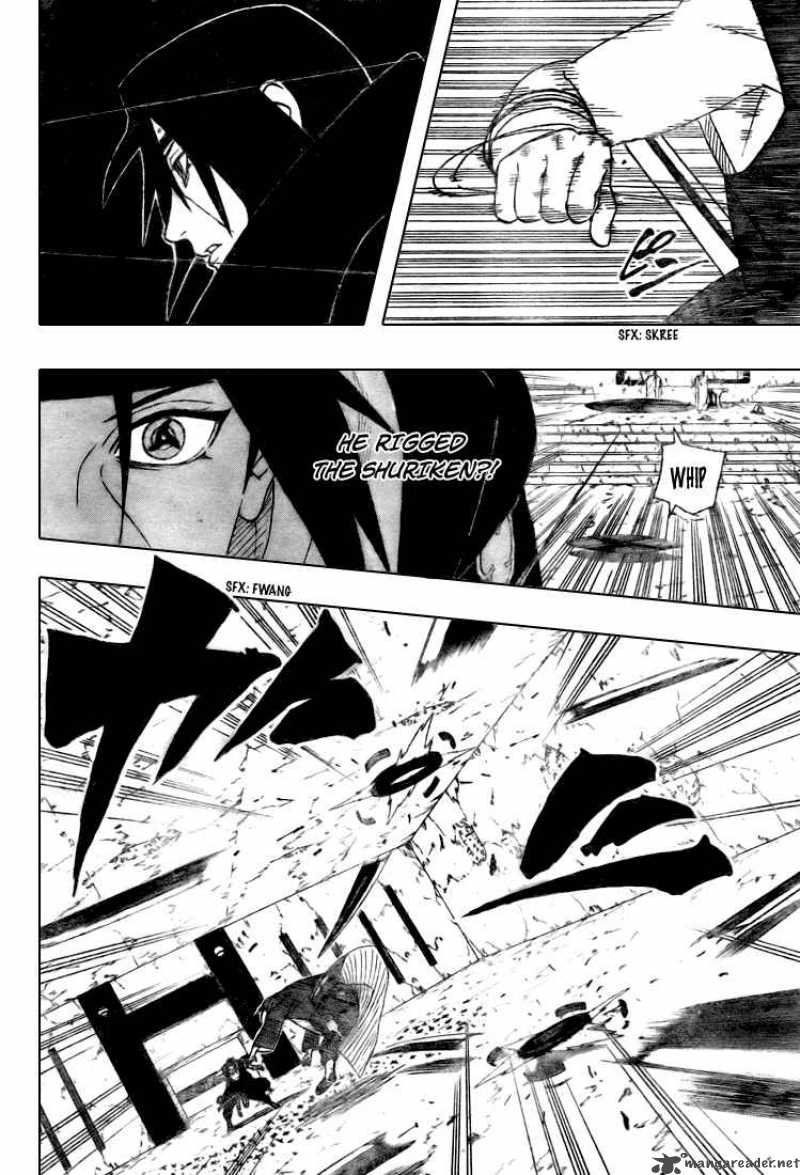 SFX: SKREE
WHIP
HE RIGGED
THE SHURIKEN?!
SFX: FWANG
mangareader.net